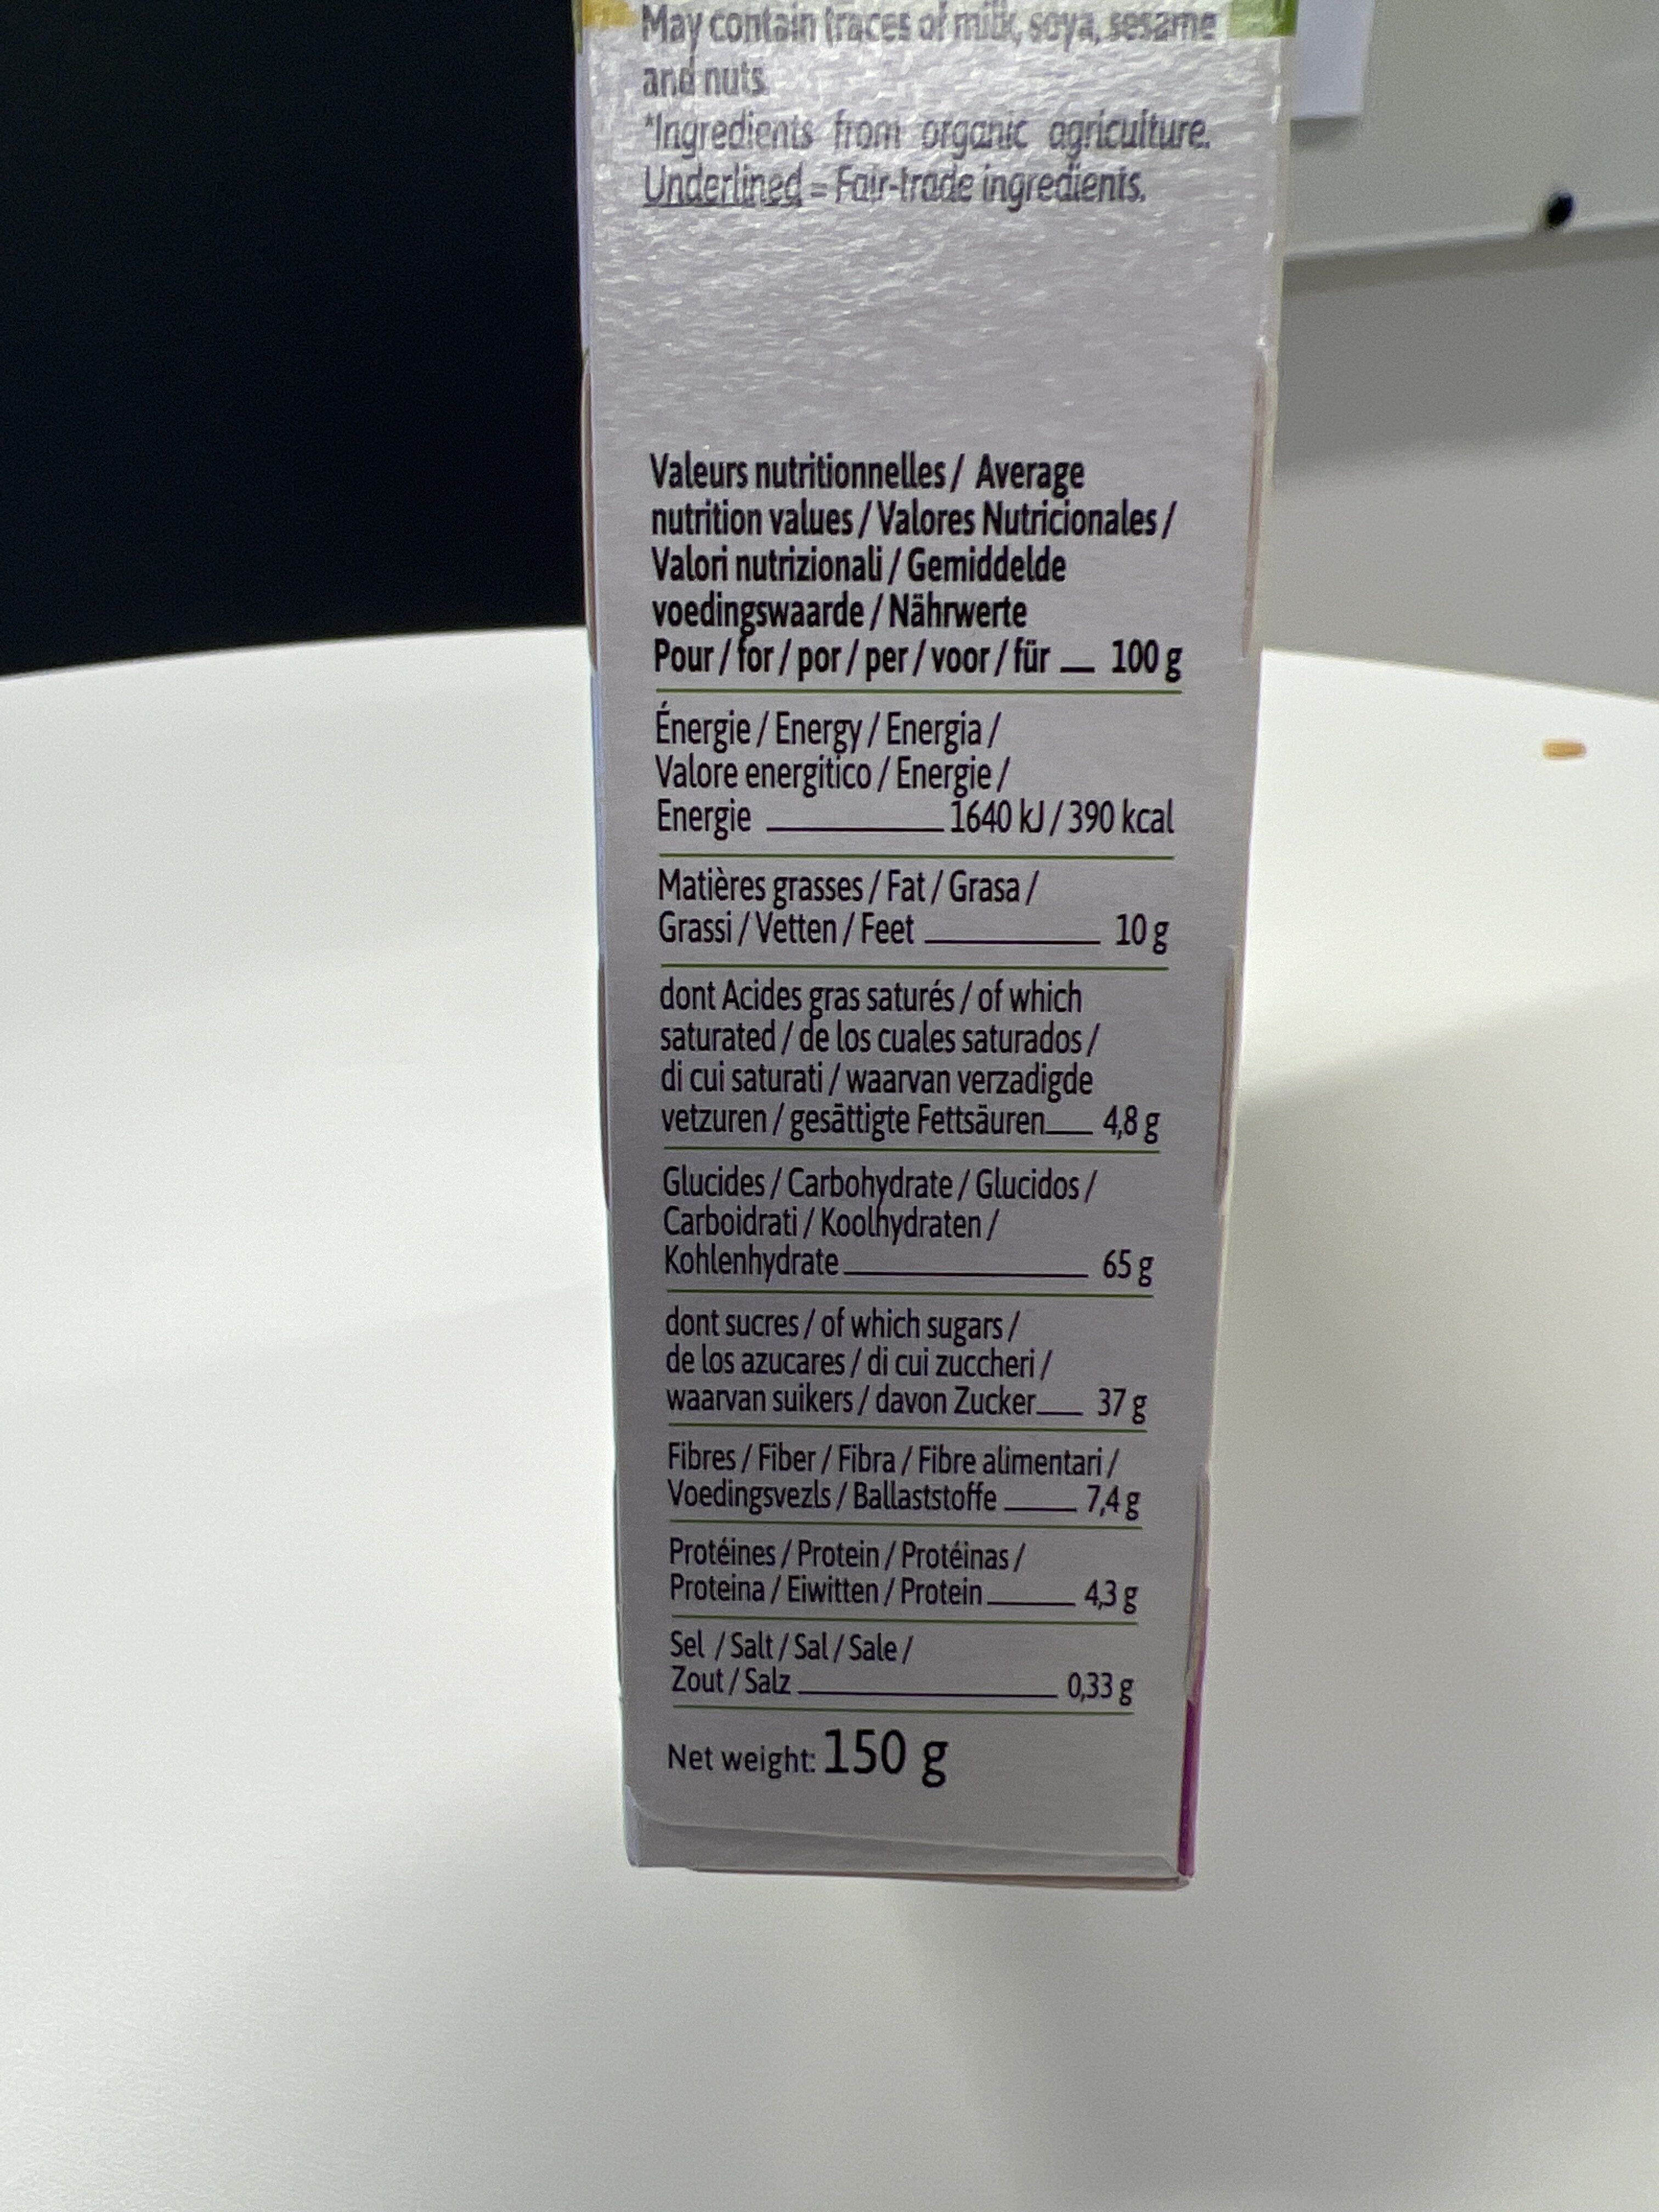 May contain traces of milk, soya, sesame
and nuts.
*Ingredients from organic agriculture.
Underlined = Fair-trade ingredients.
Valeurs nutritionnelles / Average
nutrition values / Valores Nutricionales /
Valori nutrizionali / Gemiddelde
voedingswaarde / Nährwerte
Pour / for / por / per / voor / für 100 g
Énergie / Energy / Energia /
Valore energitico / Energie /
Energie 1640 kJ / 390 kcal
Matières grasses / Fat / Grasa /
Grassi / Vetten / Feet 10 g
dont Acides gras saturés / of which
saturated / de los cuales saturados /
di cui saturati / waarvan verzadigde
vetzuren / gesättigte Fettsäuren 4,8 g
Glucides / Carbohydrate / Glucidos /
Carboidrati / Koolhydraten /
Kohlenhydrate 65 g
dont sucres / of which sugars /
de los azucares / di cui zuccheri /
waarvan suikers / davon Zucker 37 g
Fibres / Fiber / Fibra / Fibre alimentari /
Voedingsvezls / Ballaststoffe 7,4 g
Protéines / Protein / Protéinas /
Proteina / Eiwitten / Protein 4,3 g
Sel / Salt / Sal / Sale /
Zout / Salz 0,33 g
Net weight: 150 g